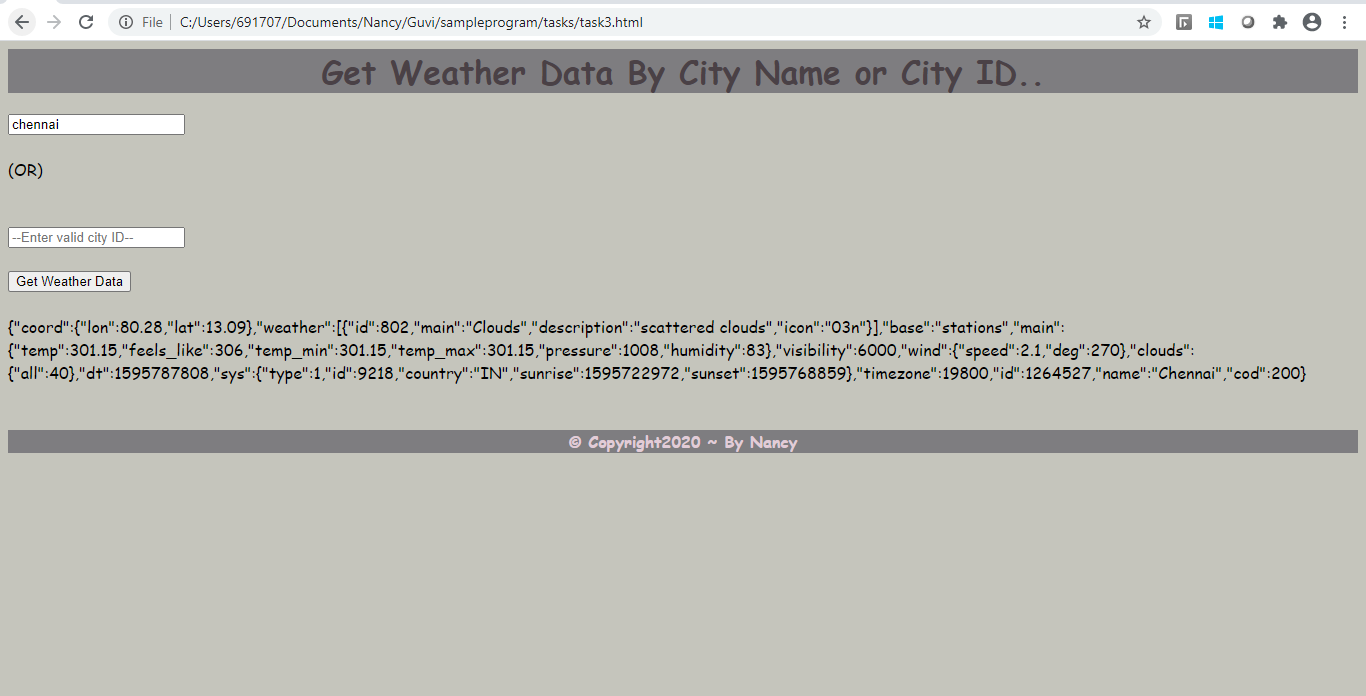 File | C:/Users/691707/Documents/Nancy/Guvi/sampleprogram/tasks/task3.html
Get Weather Data By City Name or City ID..
chennai
(OR)
--Enter valid city ID--
Get Weather Data
{"coord":{"lon":80.28,"lat":13.09},"weather":[{"id":802,"main":"Clouds","description":"scattered clouds","icon":"03n"}],"base":"stations","main":
{"temp":301.15,"feels_like":306,"temp_min":301.15,"temp_max":301.15,"pressure":1008,"humidity":83},"visibility":6000,"wind":{"speed":2.1,"deg":270},"clouds":
{"all":40},"dt":1595787808,"sys":{"type":1,"id":9218,"country":"IN","sunrise":1595722972,"sunset":1595768859},"timezone":19800,"id":1264527,"name":"Chennai","cod":200}
© Copyright2020 ~ By Nancy